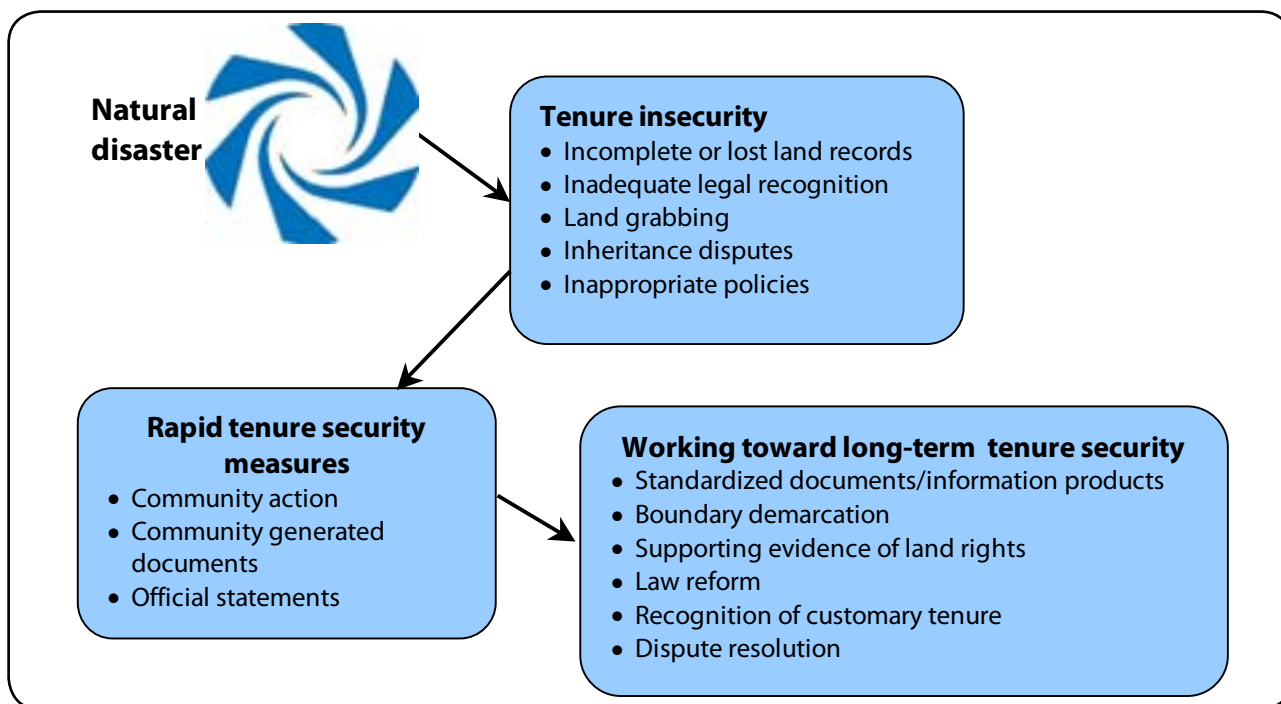 Natural
disaster
Tenure insecurity
• Incomplete or lost land records
• Inadequate legal recognition
• Land grabbing
• Inheritance disputes
• Inappropriate policies
Rapid tenure security
measures
• Community action
• Community generated
documents
• Official statements
Working toward long-term tenure security
• Standardized documents/information products
• Boundary demarcation
• Supporting evidence of land rights
• Law reform
• Recognition of customary tenure
• Dispute resolution